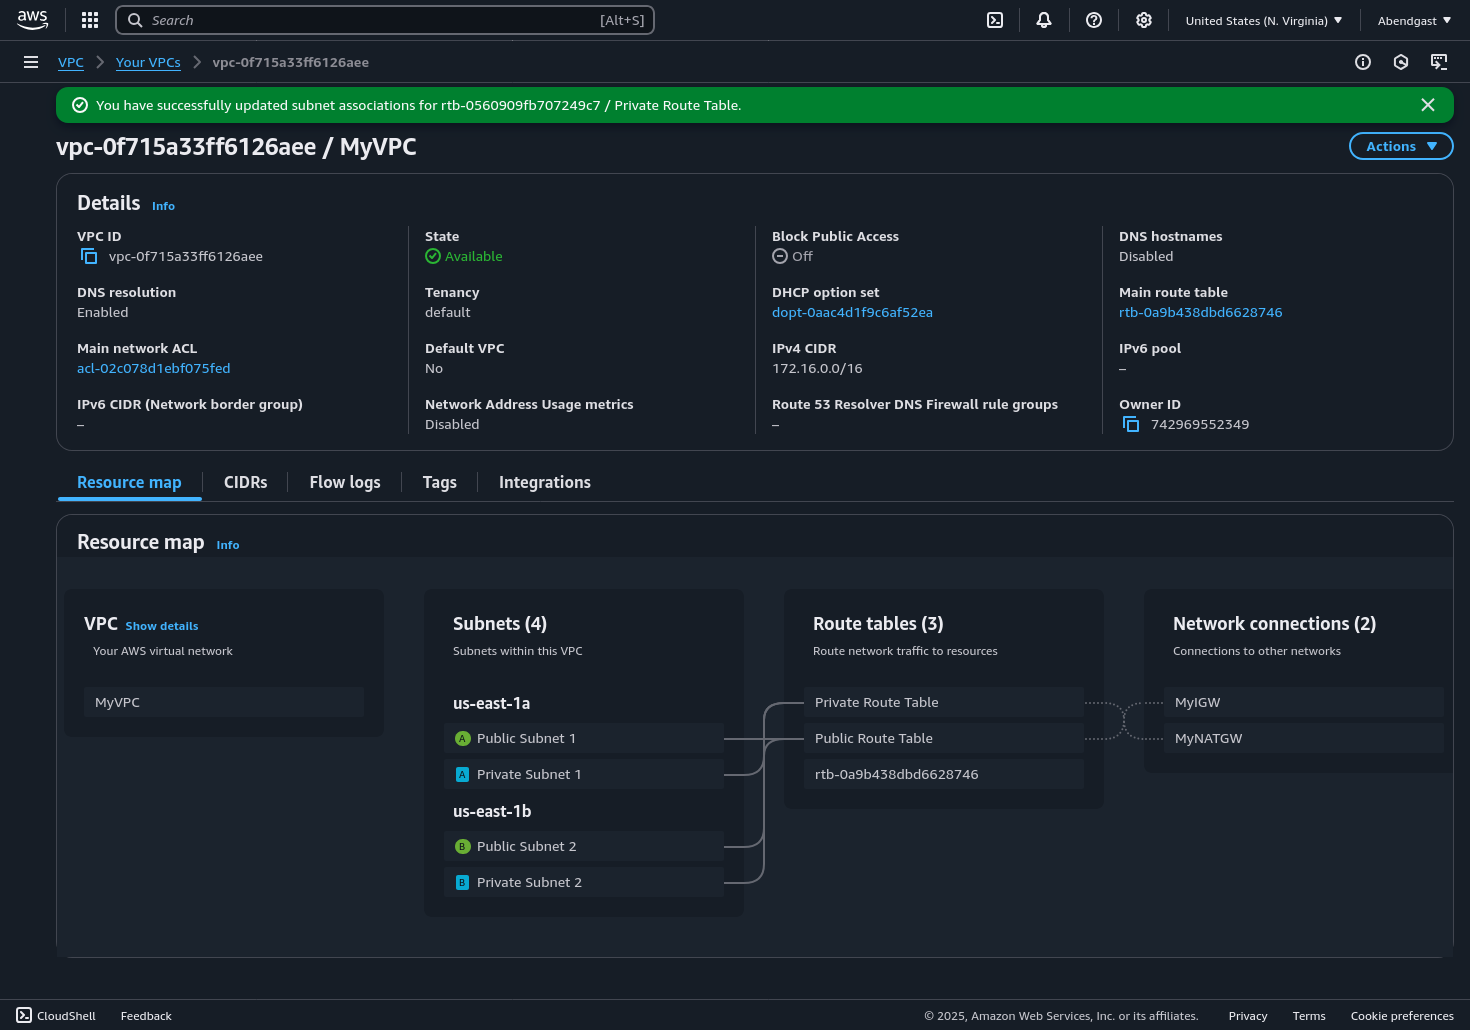 aws Search [Alt+S] United States (N. Virginia) Abendgast
VPC Your VPCs vpc-0f715a33ff6126aee
You have successfully updated subnet associations for rtb-0560909fb707249c7 / Private Route Table.
vpc-0f715a33ff6126aee / MyVPC Actions
Details Info
VPC ID State Block Public Access DNS hostnames
vpc-0f715a33ff6126aee Available Off Disabled
DNS resolution Tenancy DHCP option set Main route table
Enabled default dopt-0aac4d1f9c6af52ea rtb-0a9b438dbd6628746
Main network ACL Default VPC IPv4 CIDR IPv6 pool
acl-02c078d1ebf075fed No 172.16.0.0/16 –
IPv6 CIDR (Network border group) Network Address Usage metrics Route 53 Resolver DNS Firewall rule groups Owner ID
– Disabled – 742969552349
Resource map CIDRs Flow logs Tags Integrations
Resource map Info
VPC Show details
Your AWS virtual network
MyVPC
Subnets (4)
Subnets within this VPC
us-east-1a
A Public Subnet 1
A Private Subnet 1
us-east-1b
B Public Subnet 2
B Private Subnet 2
Route tables (3)
Route network traffic to resources
Private Route Table
Public Route Table
rtb-0a9b438dbd6628746
Network connections (2)
Connections to other networks
MyIGW
MyNATGW
CloudShell Feedback © 2025, Amazon Web Services, Inc. or its affiliates. Privacy Terms Cookie preferences